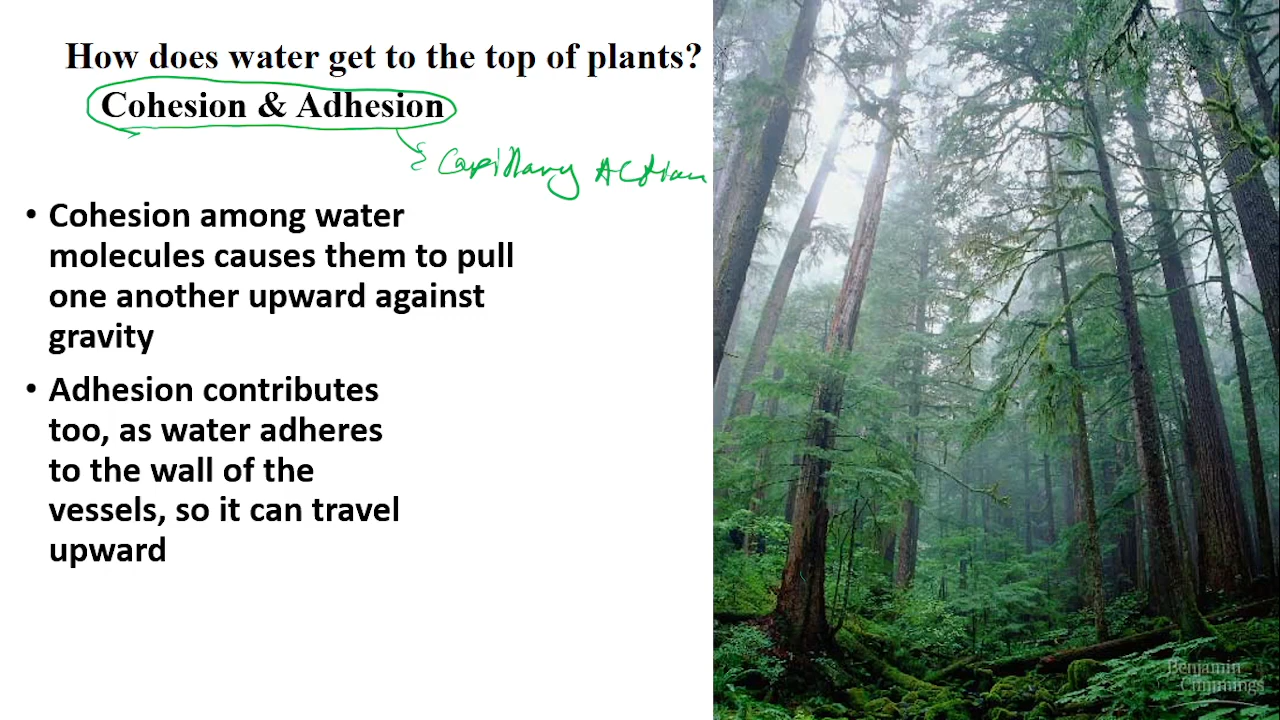 How does water get to the top of plants?
Cohesion & Adhesion
Capillary Action
• Cohesion among water
molecules causes them to pull
one another upward against
gravity
• Adhesion contributes
too, as water adheres
to the wall of the
vessels, so it can travel
upward
Benjamin
Cummings